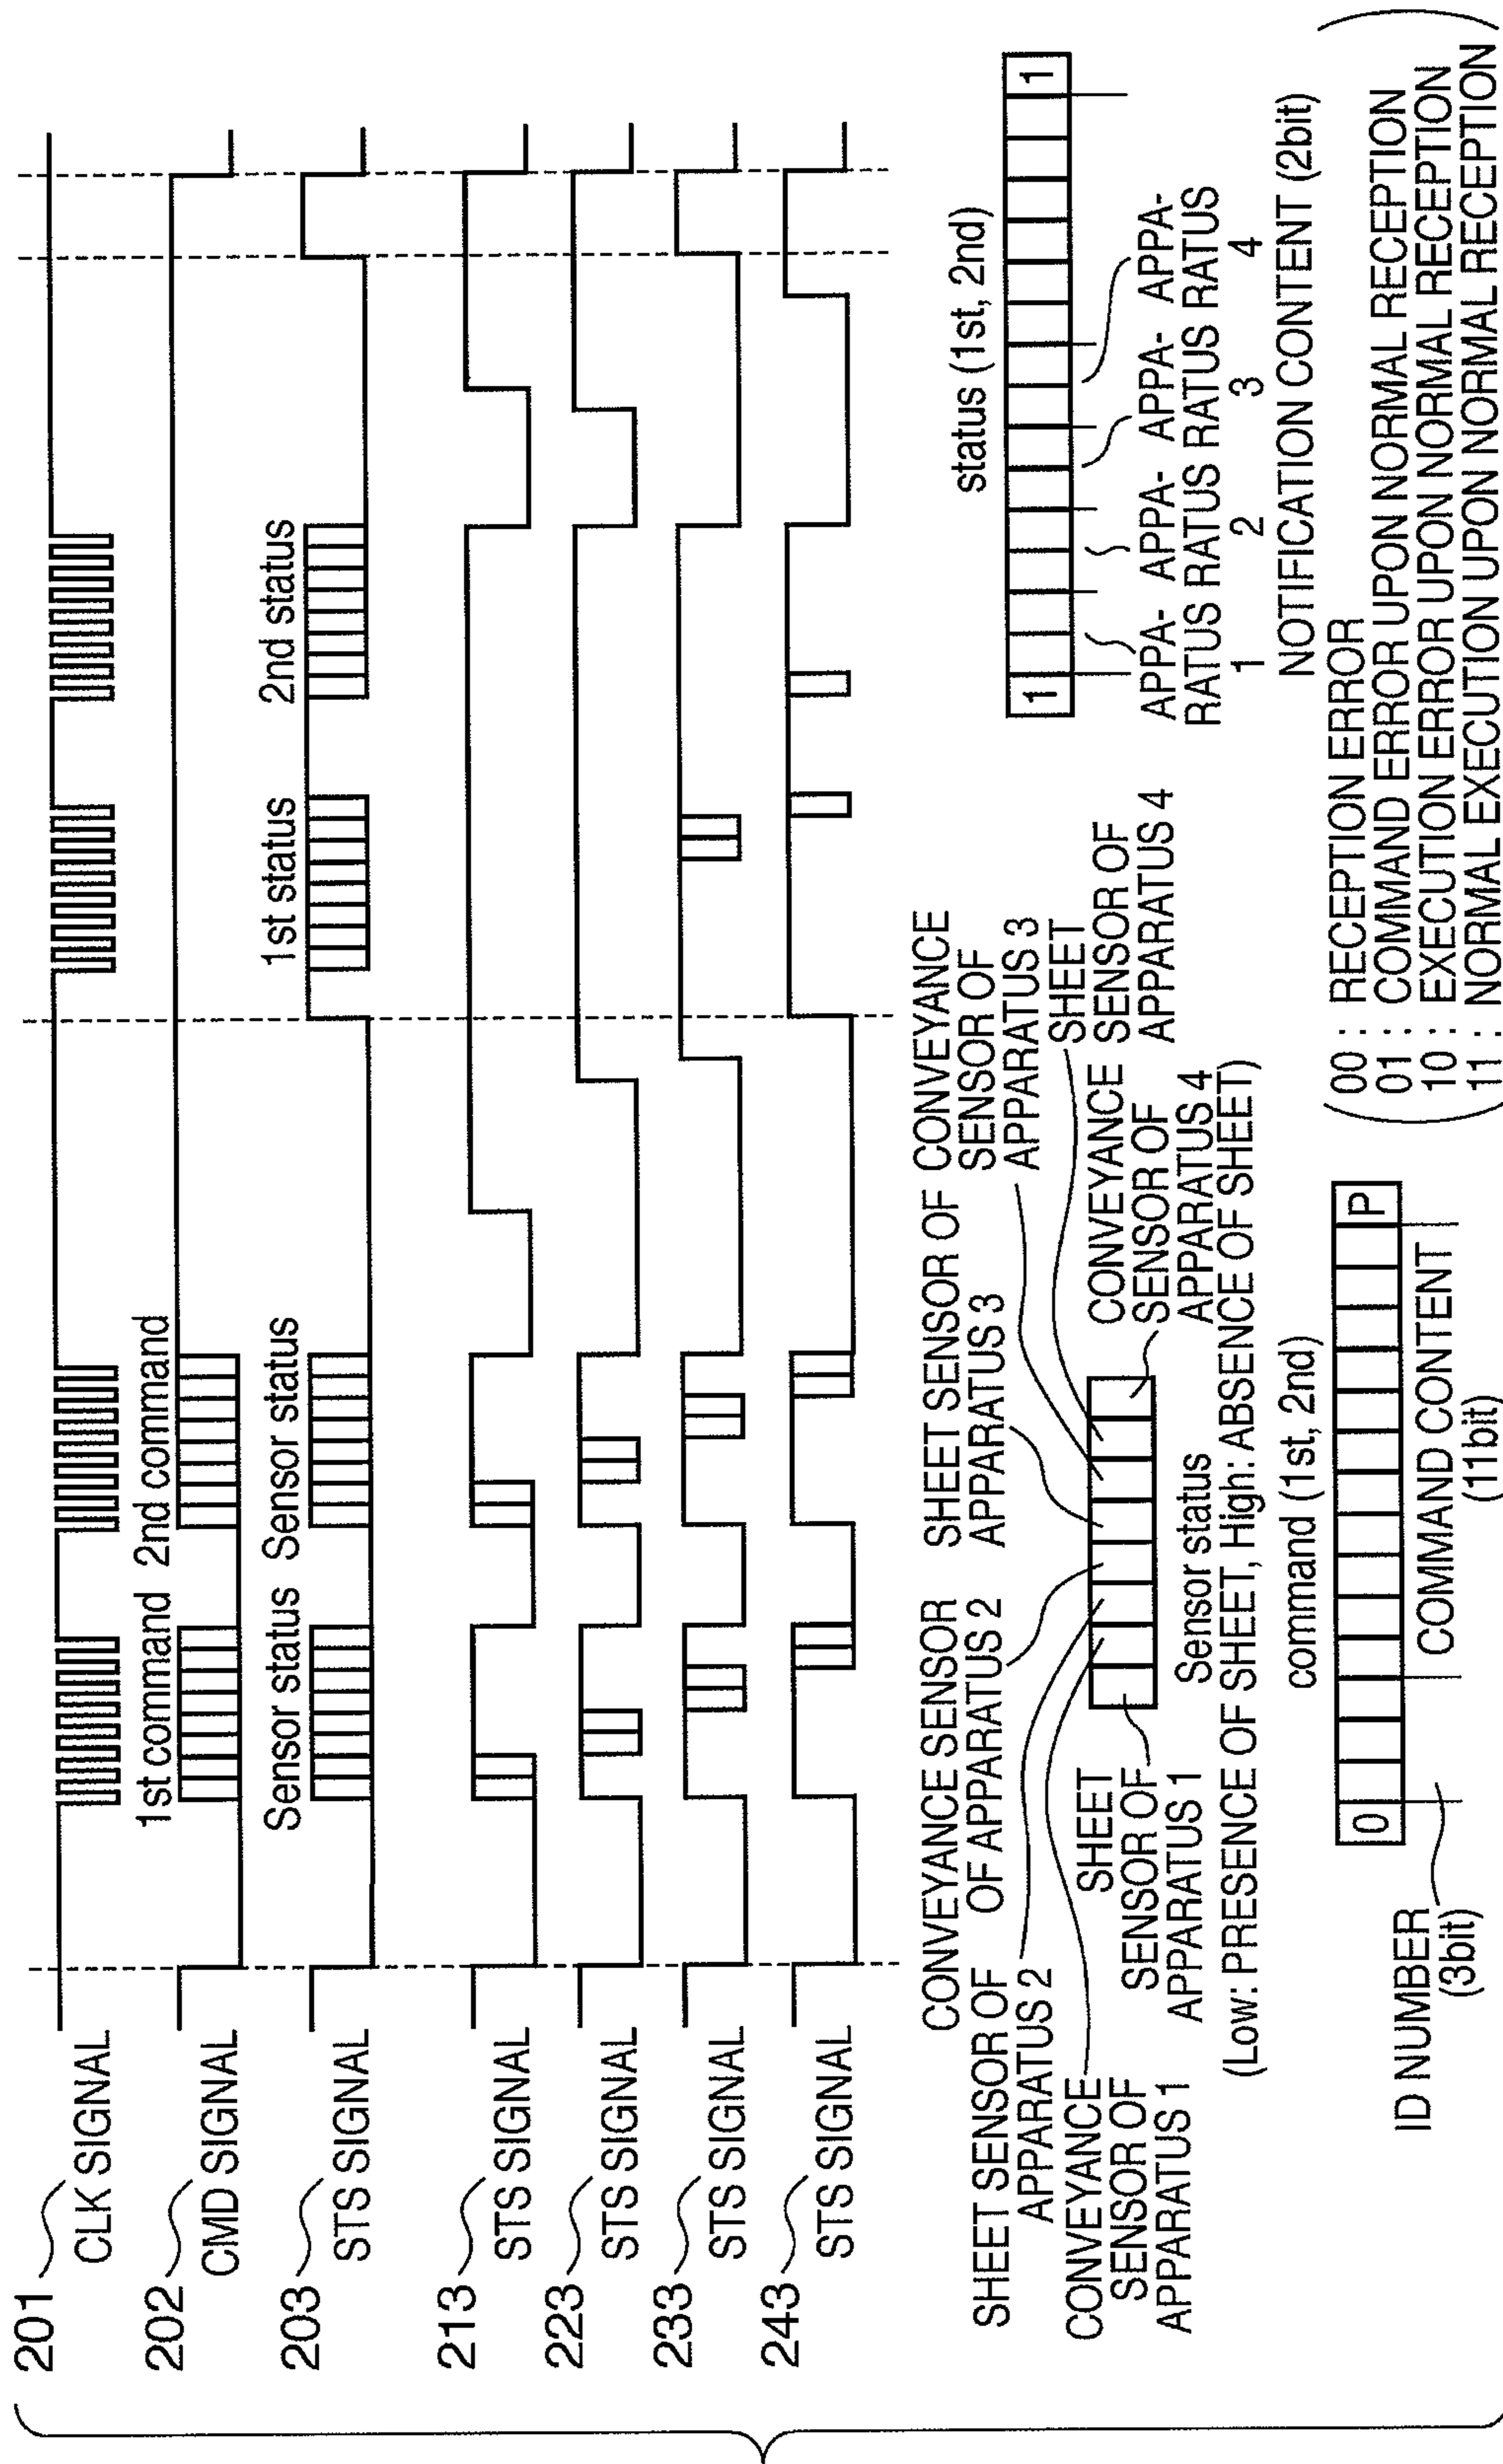 201
CLK SIGNAL
202
CMD SIGNAL
1st command
2nd command
203
STS SIGNAL
Sensor status
Sensor status
1st status
2nd status
213
STS SIGNAL
223
STS SIGNAL
233
STS SIGNAL
243
STS SIGNAL
SHEET SENSOR OF
APPARATUS 2
CONVEYANCE
SENSOR OF
APPARATUS 1
CONVEYANCE SENSOR
OF APPARATUS 2
SHEET
SENSOR OF
APPARATUS 1
SHEET SENSOR OF
APPARATUS 3
CONVEYANCE
SENSOR OF
APPARATUS 3
SHEET
SENSOR OF
APPARATUS 4
CONVEYANCE
SENSOR OF
APPARATUS 4
Sensor status
(Low: PRESENCE OF SHEET, High: ABSENCE OF SHEET)
command (1st, 2nd)
0
P
ID NUMBER
(3bit)
COMMAND CONTENT
(11bit)
status (1st, 2nd)
1
1
APPA-
RATUS
1
APPA-
RATUS
2
APPA-
RATUS
3
APPA-
RATUS
4
NOTIFICATION CONTENT (2bit)
00 : RECEPTION ERROR
01 : COMMAND ERROR UPON NORMAL RECEPTION
10 : EXECUTION ERROR UPON NORMAL RECEPTION
11 : NORMAL EXECUTION UPON NORMAL RECEPTION